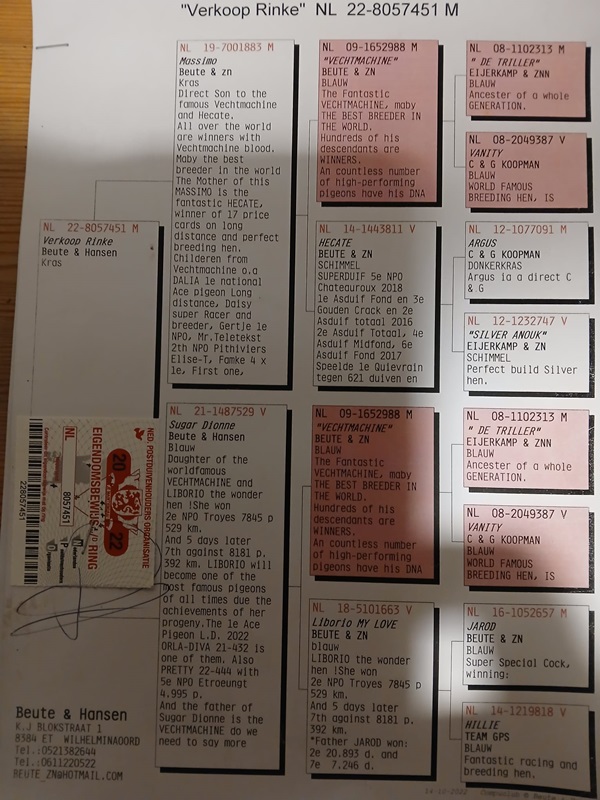 "Verkoop Rinke" NL 22-8057451 M
NL 22-8057451 M
Verkoop Rinke
Beute & Hansen
Kras
NL 19-7001883 M
Massimo
Beute & zn
Kras
Direct Son to the
famous Vechtmachine
and Hecate.
All over the world
are winners with
Vechtmachine blood.
Maby the best
breeder in the world
The Mother of this
MASSIMO is the
fantastic HECATE,
winner of 17 price
cards on long
distance and perfect
breeding hen.
Childeren from
Vechtmachine o.a
DALIA 1e national
Ace pigeon Long
distance, Daisy
super Racer and
breeder, Gertje 1e
NPO, Mr.Teletekst
2th NPO Pithiviers
Elise-T, Famke 4 x
1e, First one,
NL 21-1487529 V
Sugar Dionne
Beute & Hansen
Blauw
Daughter of the
worldfamous
VECHTMACHINE and
LIBORIO the wonder
hen !She won
2e NPO Troyes 7845 p
529 km.
And 5 days later
7th against 8181 p.
392 km. LIBORIO will
become one of the
most famous pigeons
of all times due the
achievements of her
progeny.The 1e Ace
Pigeon L.D. 2022
ORLA-DIVA 21-432 is
one of them. Also
PRETTY 22-444 with
5e NPO Etroeungt
4.995 p.
And the father of
Sugar Dionne is the
VECHTMACHINE do we
need to say more
NL 09-1652988 M
"VECHTMACHINE"
BEUTE & ZN
BLAUW
The Fantastic
VECHTMACHINE, maby
THE BEST BREEDER IN
THE WORLD.
Hundreds of his
descendants are
WINNERS.
An countless number
of high-performing
pigeons have his DNA
NL 14-1443811 V
HECATE
BEUTE & ZN
SCHIMMEL
SUPERDUIF 5e NPO
Chateauroux 2018
1e Asduif Fond en 3e
Gouden Crack en 2e
Asduif totaal 2016
2e Asduif Totaal, 4e
Asduif Midfond, 6e
Asduif Fond 2017
Speelde 1e Quievrain
tegen 621 duiven en
NL 09-1652988 M
"VECHTMACHINE"
BEUTE & ZN
BLAUW
The Fantastic
VECHTMACHINE, maby
THE BEST BREEDER IN
THE WORLD.
Hundreds of his
descendants are
WINNERS.
An countless number
of high-performing
pigeons have his DNA
NL 18-5101663 V
Liborio MY LOVE
BEUTE & ZN
blauw
LIBORIO the wonder
hen !She won
2e NPO Troyes 7845 p
529 km.
And 5 days later
7th against 8181 p.
392 km.
*Father JAROD won:
2e 20.893 d. and
7e 7.246 d.
NL 08-1102313 M
" DE TRILLER"
EIJERKAMP & ZNN
BLAUW
Ancester of a whole
GENERATION.
NL 08-2049387 V
VANITY
C & G KOOPMAN
BLAUW
WORLD FAMOUS
BREEDING HEN, IS
NL 12-1077091 M
ARGUS
C & G KOOPMAN
DONKERKRAS
Argus ia a direct C
& G
NL 12-1232747 V
"SILVER ANOUK"
EIJERKAMP & ZN
SCHIMMEL
Perfect build Silver
hen.
NL 08-1102313 M
" DE TRILLER"
EIJERKAMP & ZNN
BLAUW
Ancester of a whole
GENERATION.
NL 08-2049387 V
VANITY
C & G KOOPMAN
BLAUW
WORLD FAMOUS
BREEDING HEN, IS
NL 16-1052657 M
JAROD
BEUTE & ZN
BLAUW
Super Special Cock,
winning:
NL 14-1219818 V
HILLIE
TEAM GPS
BLAUW
Fantastic racing and
breeding hen.
NED. POSTDUIVENHOUDERS ORGANISATIE
20
22
EIGENDOMSBEWIJS v/d RING
NL
8057451
228057451
Beute & Hansen
K.J BLOKSTRAAT 1
8384 ET WILHELMINAOORD
Tel.:0521382644
Tel.:0611220522
BEUTE_ZN@HOTMAIL.COM